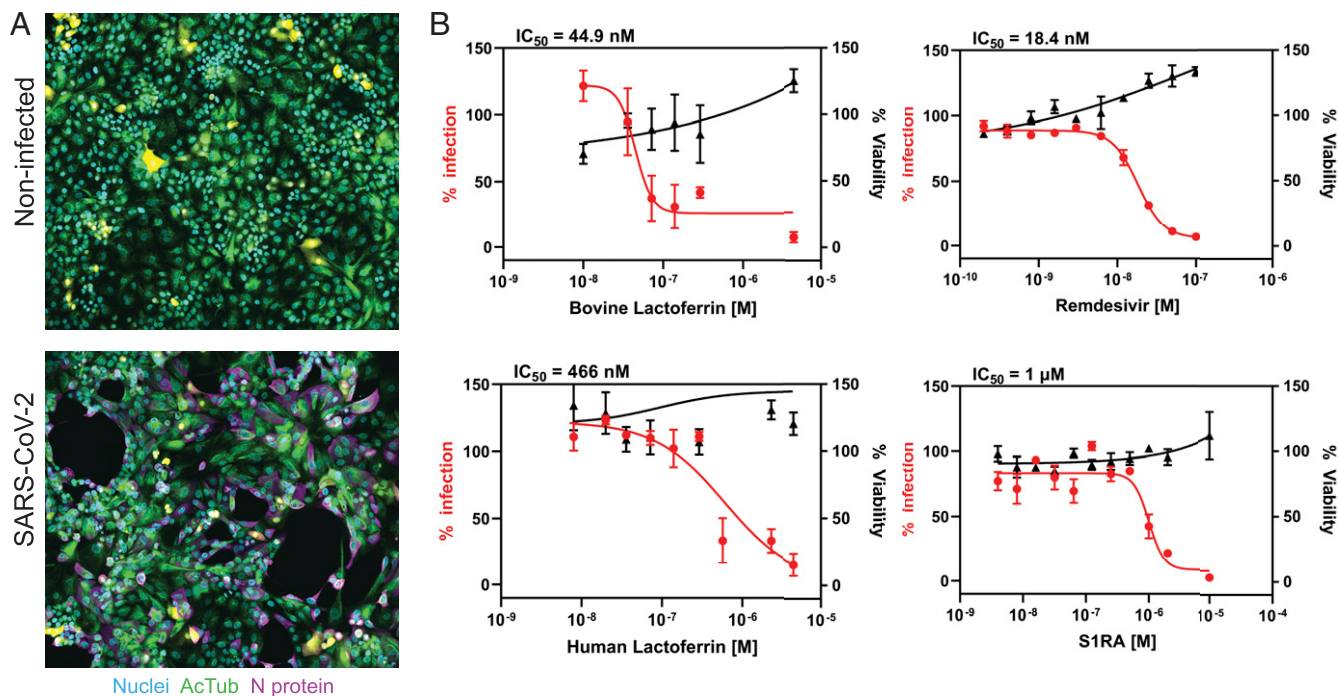 A
Non-infected
SARS-CoV-2
Nuclei AcTub N protein
B
IC50 = 44.9 nM
150
100
50
0
% infection
150
100
50
0
% Viability
10-9 10-8 10-7 10-6 10-5
Bovine Lactoferrin [M]
IC50 = 18.4 nM
150
100
50
0
% infection
150
100
50
0
% Viability
10-10 10-9 10-8 10-7 10-6
Remdesivir [M]
IC50 = 466 nM
150
100
50
0
% infection
150
100
50
0
% Viability
10-9 10-8 10-7 10-6 10-5
Human Lactoferrin [M]
IC50 = 1 µM
150
100
50
0
% infection
150
100
50
0
% Viability
10-9 10-8 10-7 10-6 10-5 10-4
S1RA [M]